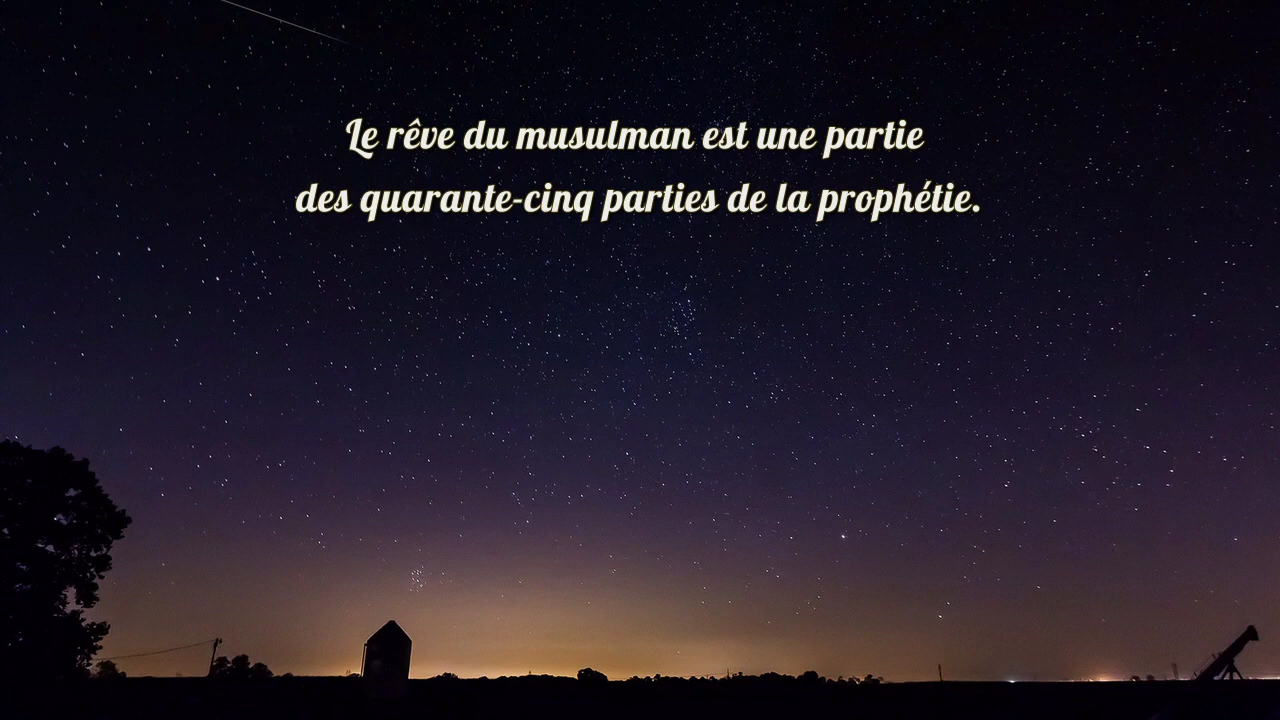 Le rêve du musulman est une partie
des quarante-cinq parties de la prophétie.